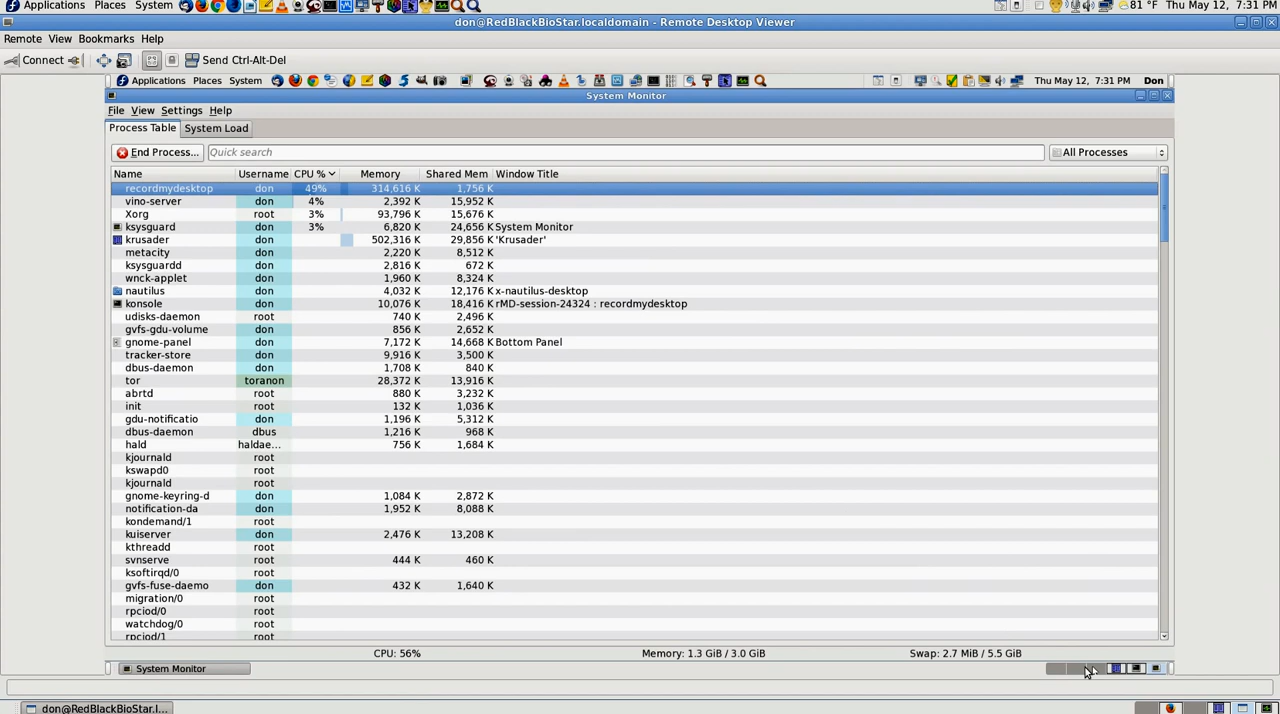 Applications Places System 81 °F Thu May 12, 7:31 PM
don@RedBlackBioStar.localdomain - Remote Desktop Viewer
Remote View Bookmarks Help
Connect Send Ctrl-Alt-Del
Applications Places System Thu May 12, 7:31 PM Don
System Monitor
File View Settings Help
Process Table System Load
End Process... Quick search All Processes
Name Username CPU % Memory Shared Mem Window Title
recordmydesktop don 49% 314,616 K 1,756 K
vino-server don 4% 2,392 K 15,952 K
Xorg root 3% 93,796 K 15,676 K
ksysguard don 3% 6,820 K 24,656 K System Monitor
krusader don 502,316 K 29,856 K 'Krusader'
metacity don 2,220 K 8,512 K
ksysguardd don 2,816 K 672 K
wnck-applet don 1,960 K 8,324 K
nautilus don 4,032 K 12,176 K x-nautilus-desktop
konsole don 10,076 K 18,416 K rMD-session-24324 : recordmydesktop
udisks-daemon root 740 K 2,496 K
gvfs-gdu-volume don 856 K 2,652 K
gnome-panel don 7,172 K 14,668 K Bottom Panel
tracker-store don 9,916 K 3,500 K
dbus-daemon don 1,708 K 840 K
tor toranon 28,372 K 13,916 K
abrtd root 880 K 3,232 K
init root 132 K 1,036 K
gdu-notificatio don 1,196 K 5,312 K
dbus-daemon dbus 1,216 K 968 K
hald haldae... 756 K 1,684 K
kjournald root
kswapd0 root
kjournald root
gnome-keyring-d don 1,084 K 2,872 K
notification-da don 1,952 K 8,088 K
kondemand/1 root
kuiserver don 2,476 K 13,208 K
kthreadd root
svnserve root 444 K 460 K
ksoftirqd/0 root
gvfs-fuse-daemo don 432 K 1,640 K
migration/0 root
rpciod/0 root
watchdog/0 root
rpciod/1 root
CPU: 56% Memory: 1.3 GiB / 3.0 GiB Swap: 2.7 MiB / 5.5 GiB
System Monitor
don@RedBlackBioStar.l...